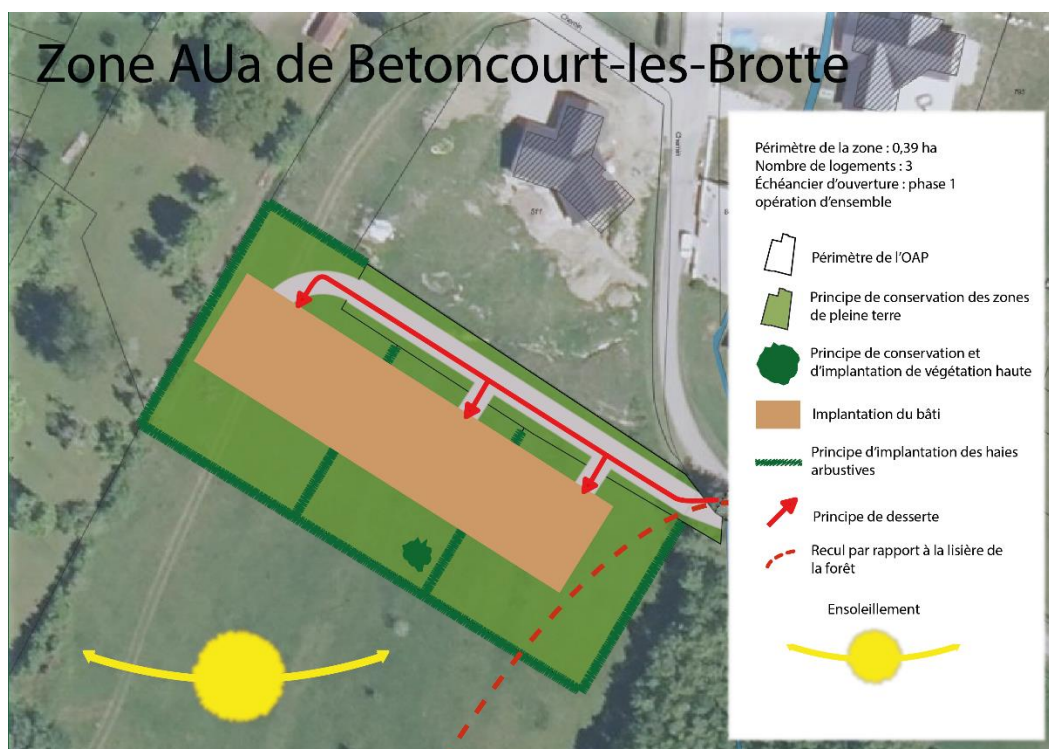 Zone AUa de Betoncourt-les-Brotte
Chemin
Chemin
511
Périmètre de la zone : 0,39 ha
Nombre de logements : 3
Échéancier d'ouverture : phase 1
opération d'ensemble
Périmètre de l'OAP
Principe de conservation des zones
de pleine terre
Principe de conservation et
d'implantation de végétation haute
Implantation du bâti
Principe d'implantation des haies
arbustives
Principe de desserte
Recul par rapport à la lisière de
la forêt
Ensoleillement